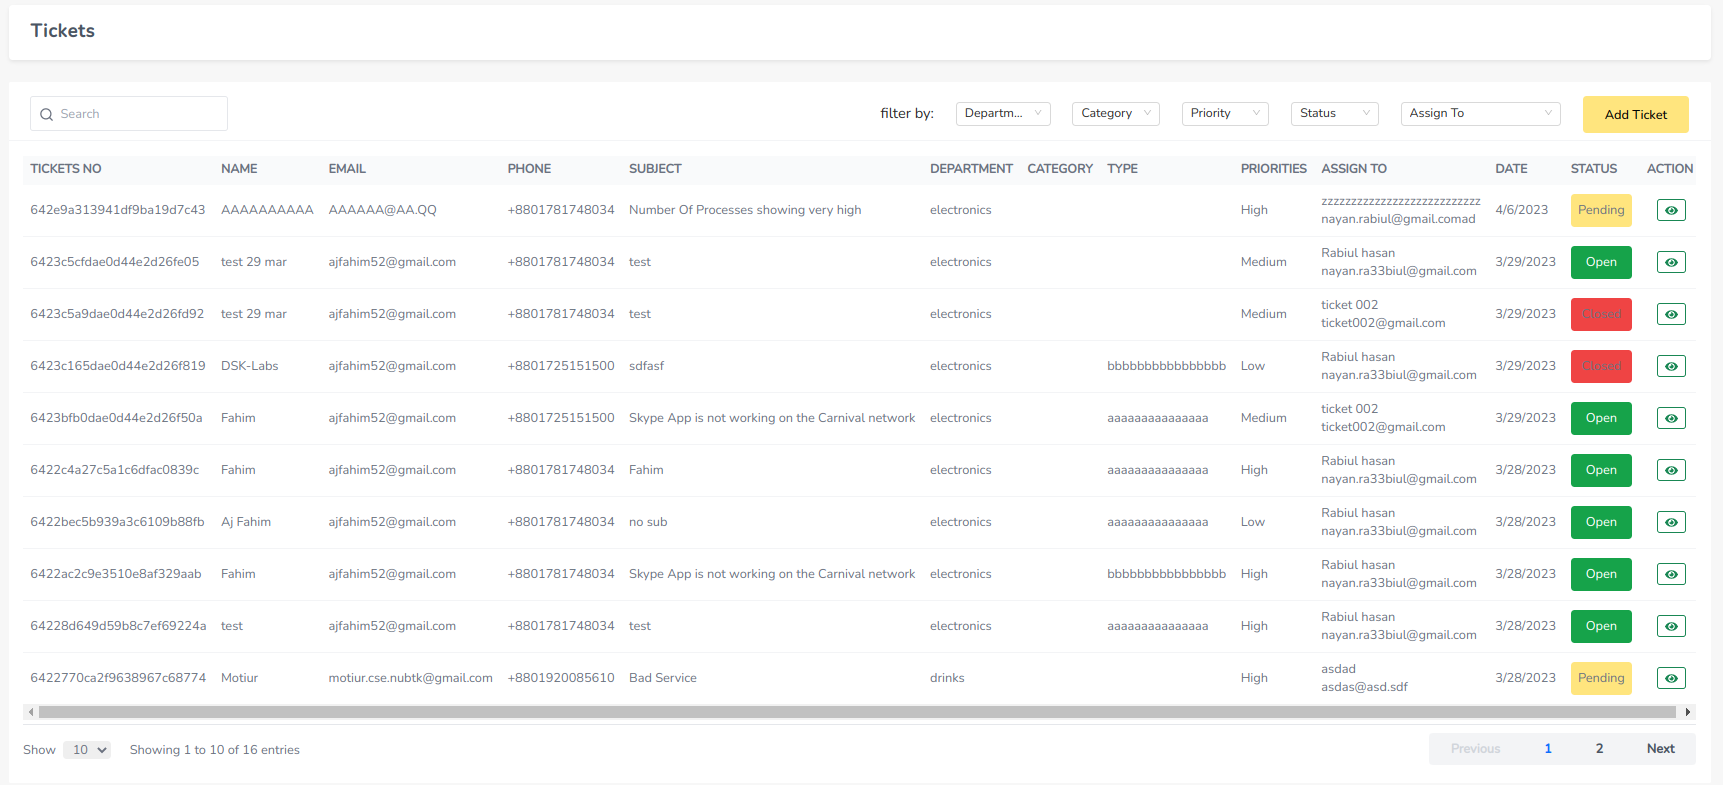 Tickets
Search
filter by:
Departm...
Category
Priority
Status
Assign To
Add Ticket
TICKETS NO NAME EMAIL PHONE SUBJECT DEPARTMENT CATEGORY TYPE PRIORITIES ASSIGN TO DATE STATUS ACTION
642e9a313941df9ba19d7c43 AAAAAAAAAA AAAAAA@AA.QQ +8801781748034 Number Of Processes showing very high electronics High zzzzzzzzzzzzzzzzzzzzzzzzzzz 4/6/2023 Pending
nayan.rabiul@gmail.comad
6423c5cfdae0d44e2d26fe05 test 29 mar ajfahim52@gmail.com +8801781748034 test electronics Medium Rabiul hasan 3/29/2023 Open
nayan.ra33biul@gmail.com
6423c5a9dae0d44e2d26fd92 test 29 mar ajfahim52@gmail.com +8801781748034 test electronics Medium ticket 002 3/29/2023 Closed
ticket002@gmail.com
6423c165dae0d44e2d26f819 DSK-Labs ajfahim52@gmail.com +8801725151500 sdfasf electronics bbbbbbbbbbbbbbbb Low Rabiul hasan 3/29/2023 Closed
nayan.ra33biul@gmail.com
6423bfb0dae0d44e2d26f50a Fahim ajfahim52@gmail.com +8801725151500 Skype App is not working on the Carnival network electronics aaaaaaaaaaaaaaa Medium ticket 002 3/29/2023 Open
ticket002@gmail.com
6422c4a27c5a1c6dfac0839c Fahim ajfahim52@gmail.com +8801781748034 Fahim electronics aaaaaaaaaaaaaaa High Rabiul hasan 3/28/2023 Open
nayan.ra33biul@gmail.com
6422bec5b939a3c6109b88fb Aj Fahim ajfahim52@gmail.com +8801781748034 no sub electronics aaaaaaaaaaaaaaa Low Rabiul hasan 3/28/2023 Open
nayan.ra33biul@gmail.com
6422ac2c9e3510e8af329aab Fahim ajfahim52@gmail.com +8801781748034 Skype App is not working on the Carnival network electronics bbbbbbbbbbbbbbbb High Rabiul hasan 3/28/2023 Open
nayan.ra33biul@gmail.com
64228d649d59b8c7ef69224a test ajfahim52@gmail.com +8801781748034 test electronics aaaaaaaaaaaaaaa High Rabiul hasan 3/28/2023 Open
nayan.ra33biul@gmail.com
6422770ca2f9638967c68774 Motiur motiur.cse.nubtk@gmail.com +8801920085610 Bad Service drinks High asdad 3/28/2023 Pending
asdas@asd.sdf
Show 10 Showing 1 to 10 of 16 entries
Previous 1 2 Next